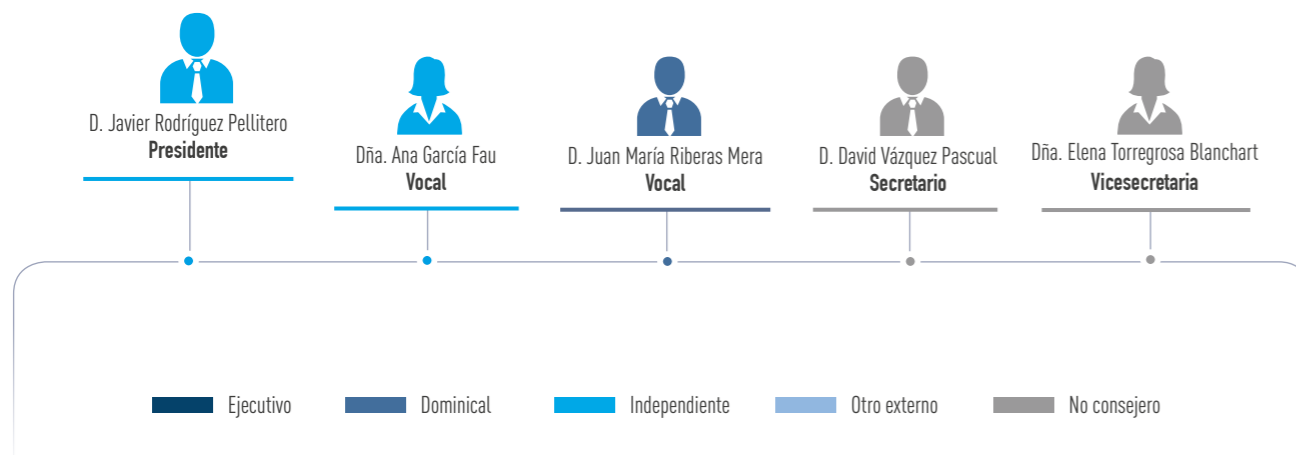 D. Javier Rodríguez Pellitero
Presidente
Dña. Ana García Fau
Vocal
D. Juan María Riberas Mera
Vocal
D. David Vázquez Pascual
Secretario
Dña. Elena Torregrosa Blanchart
Vicesecretaria
Ejecutivo
Dominical
Independiente
Otro externo
No consejero